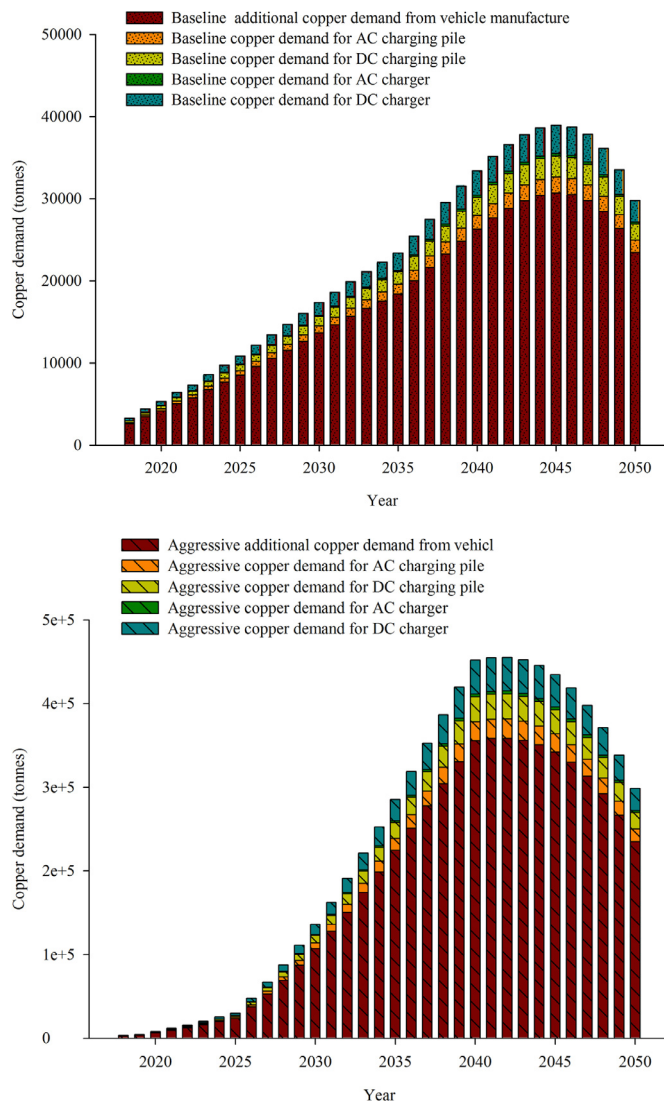 Baseline additional copper demand from vehicle manufacture
Baseline copper demand for AC charging pile
Baseline copper demand for DC charging pile
Baseline copper demand for AC charger
Baseline copper demand for DC charger
50000
40000
30000
20000
10000
0
Copper demand (tonnes)
2020 2025 2030 2035 2040 2045 2050
Year
Aggressive additional copper demand from vehicl
Aggressive copper demand for AC charging pile
Aggressive copper demand for DC charging pile
Aggressive copper demand for AC charger
Aggressive copper demand for DC charger
5e+5
4e+5
3e+5
2e+5
1e+5
0
Copper demand (tonnes)
2020 2025 2030 2035 2040 2045 2050
Year